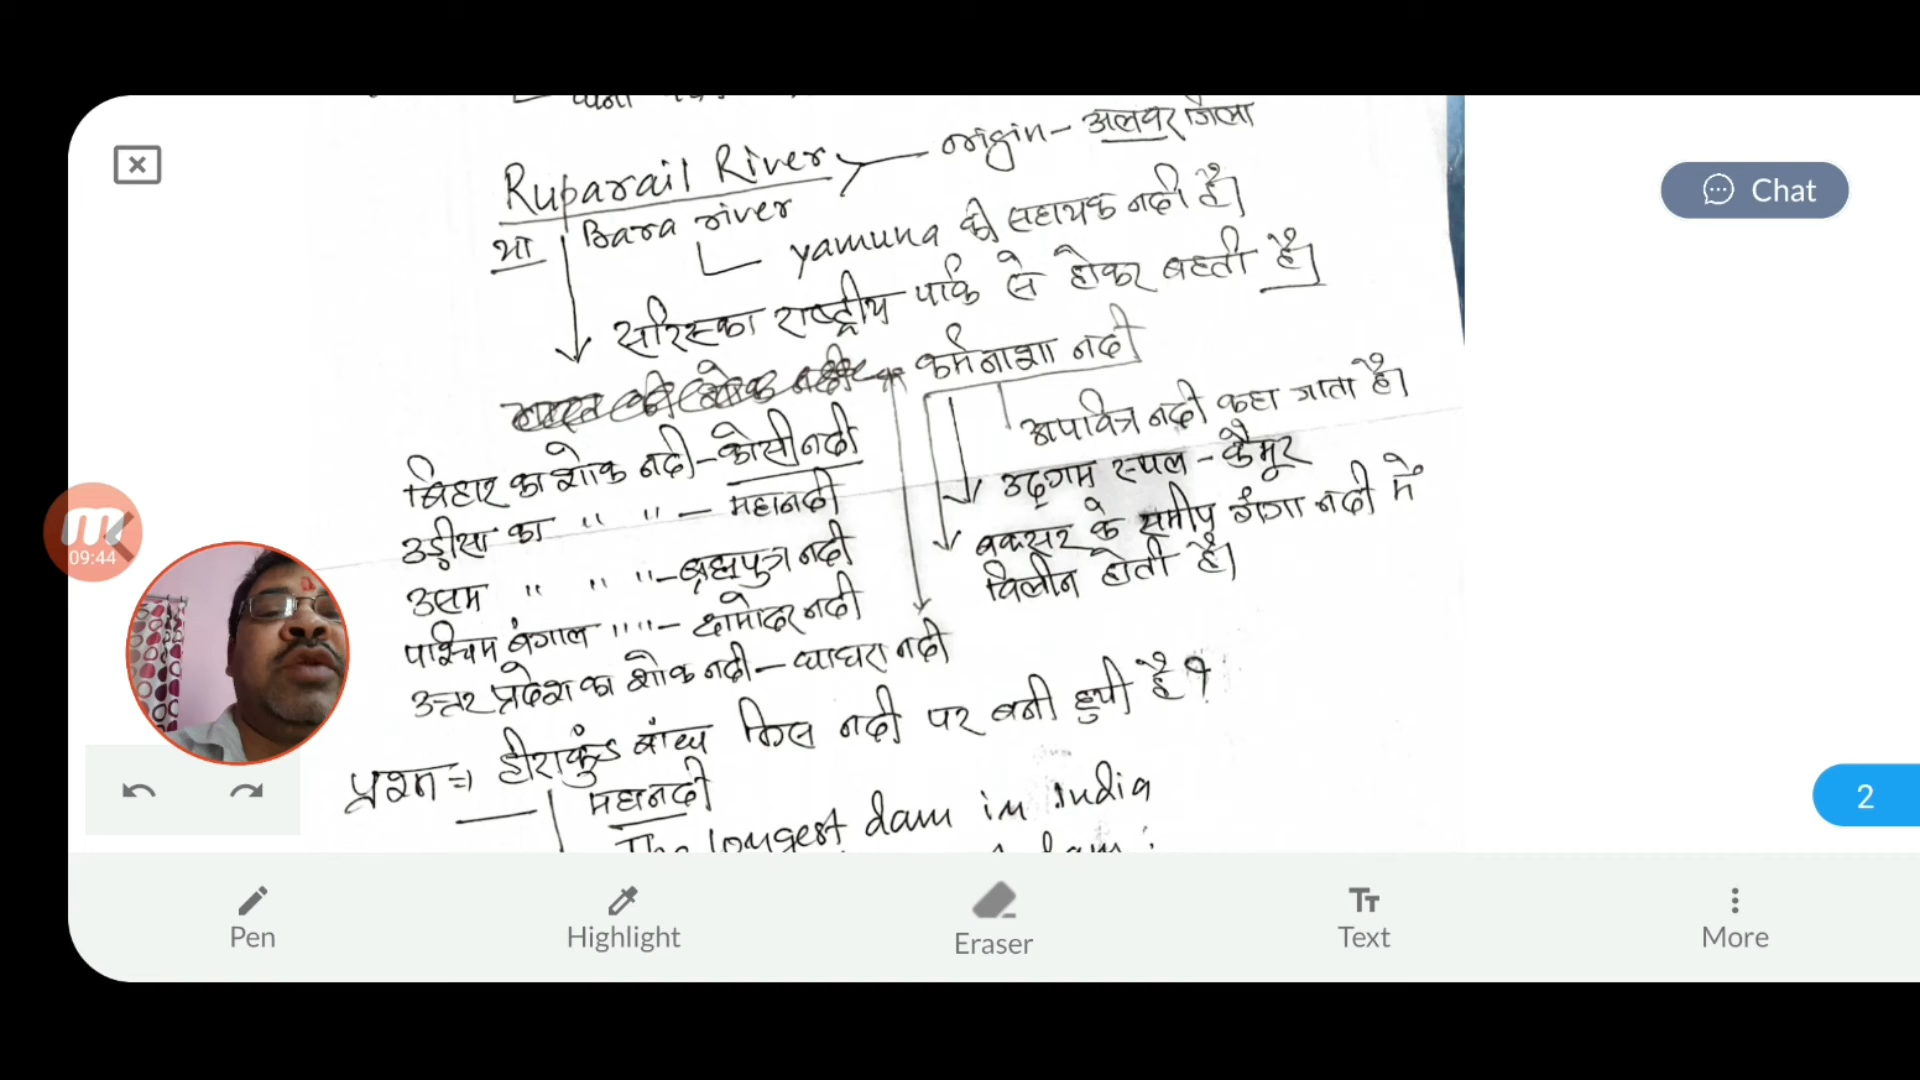 Ruparail River — origin - अलवर जिला
या Bara river
yamuna की सहायक नदी है।
सरिस्का राष्ट्रीय पार्क से होकर बहती है।
कर्मनाशा नदी
अपवित्र नदी कहा जाता है।
उद्गम स्थल - कैमूर
बक्सर के समीप गंगा नदी में
विलीन होती है।
बिहार का शोक नदी - कोसी नदी
उड़ीसा का " " - महानदी
असम " " " - ब्रह्मपुत्र नदी
पश्चिम बंगाल " " - दामोदर नदी
उत्तर प्रदेश का शोक नदी - घाघरा नदी
प्रश्न ⇒ हीराकुंड बांध किस नदी पर बनी हुयी है?
महानदी
The longest dam in India
Chat
09:44
2
Pen
Highlight
Eraser
Text
More